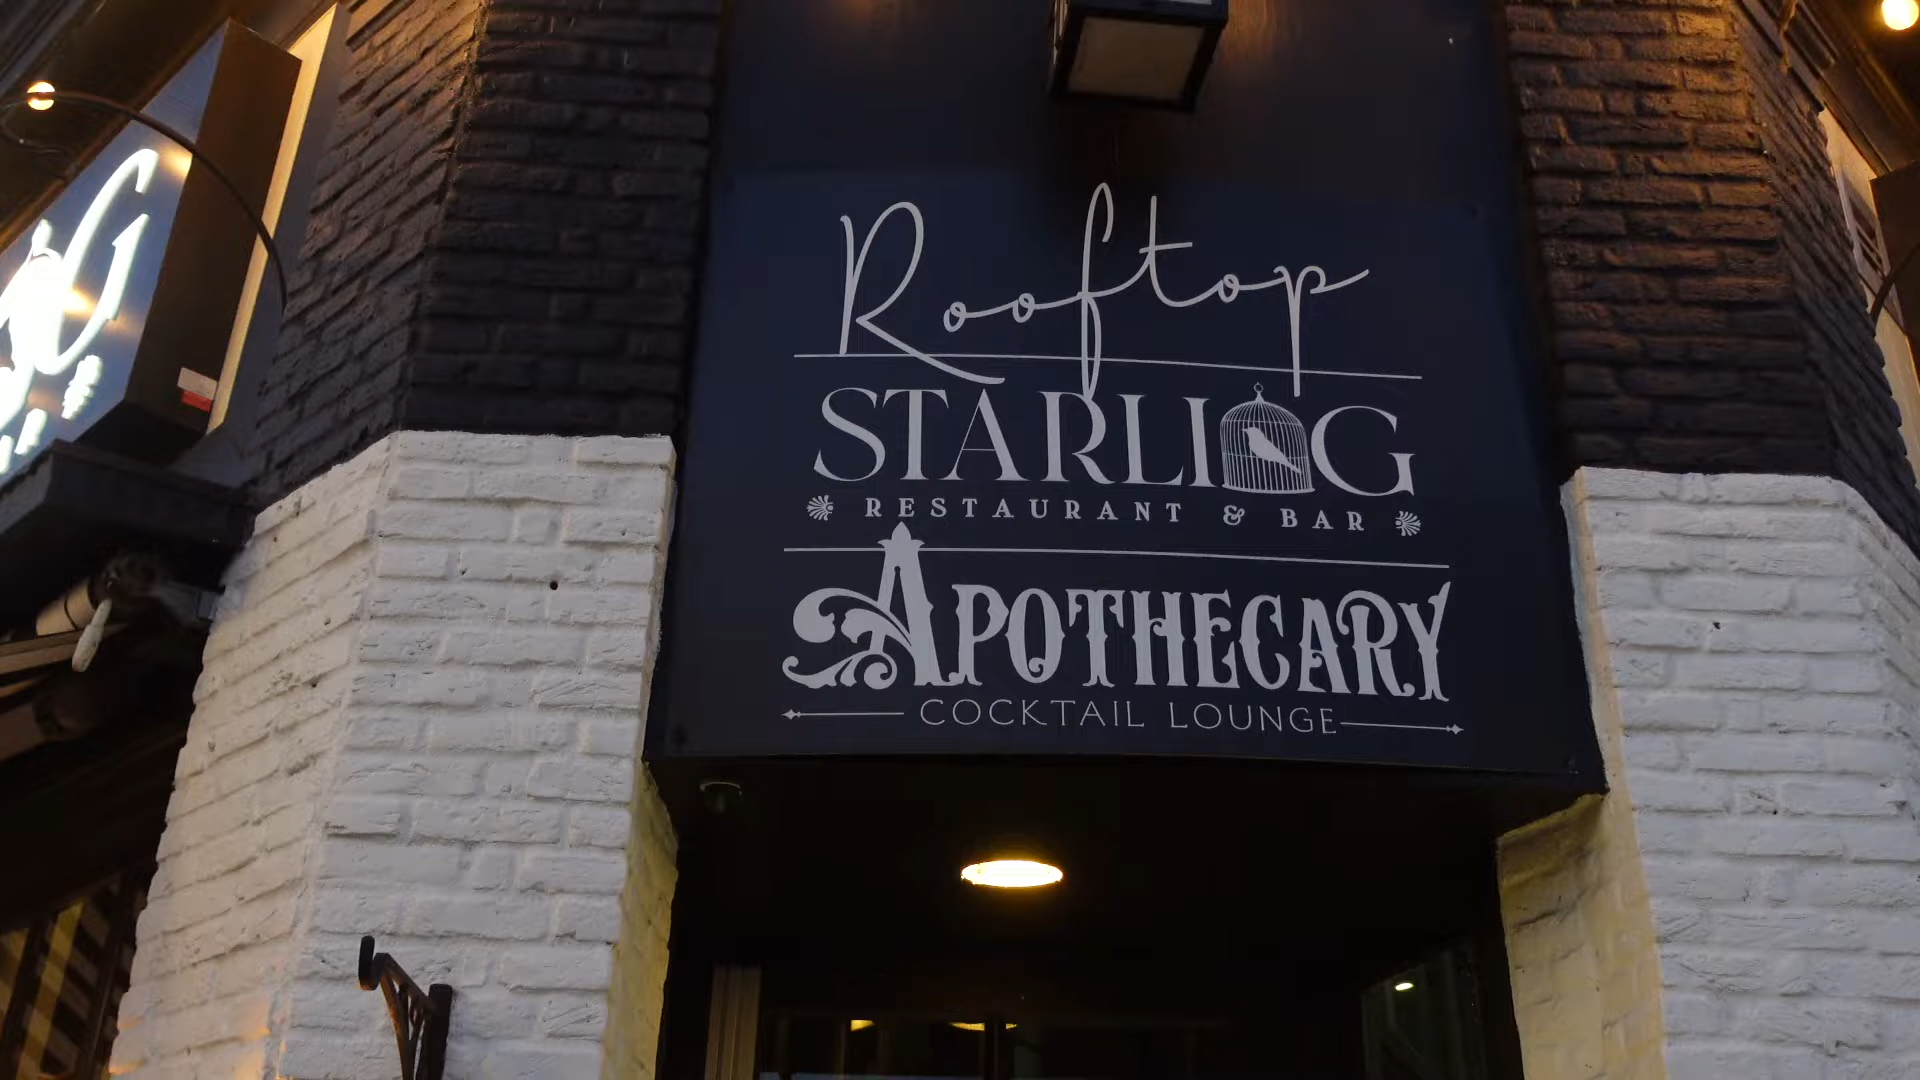 Rooftop
STARLING
RESTAURANT & BAR
APOTHECARY
COCKTAIL LOUNGE